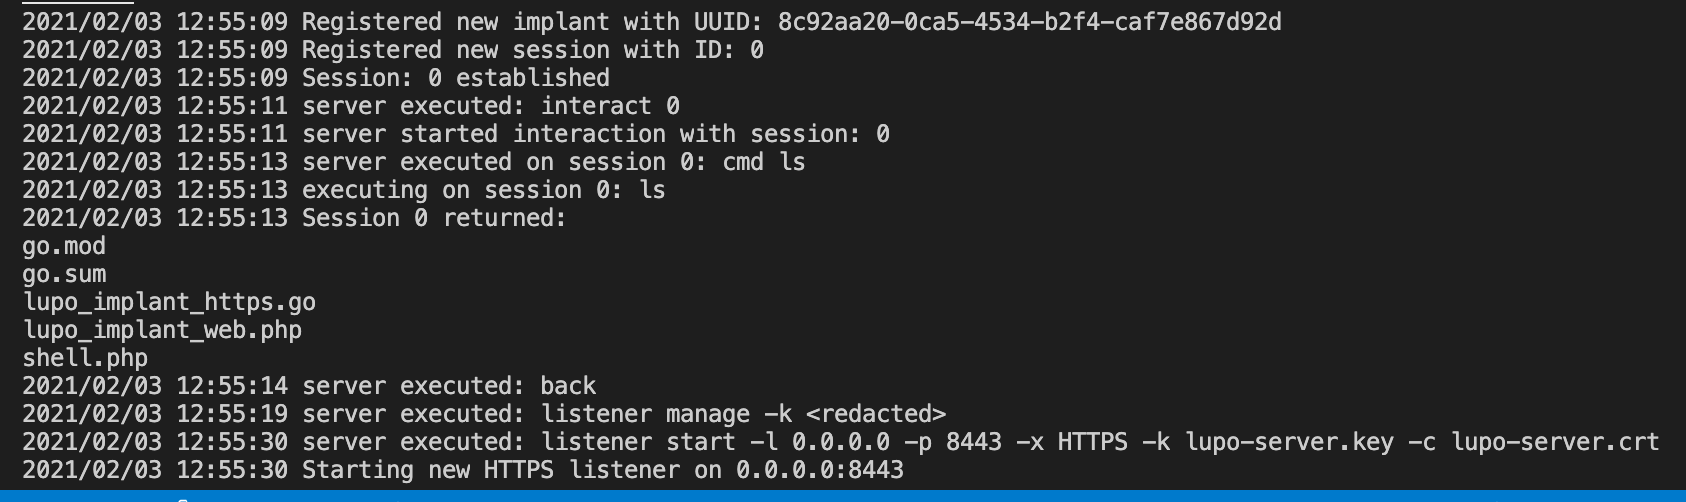 2021/02/03 12:55:09 Registered new implant with UUID: 8c92aa20-0ca5-4534-b2f4-caf7e867d92d
2021/02/03 12:55:09 Registered new session with ID: 0
2021/02/03 12:55:09 Session: 0 established
2021/02/03 12:55:11 server executed: interact 0
2021/02/03 12:55:11 server started interaction with session: 0
2021/02/03 12:55:13 server executed on session 0: cmd ls
2021/02/03 12:55:13 executing on session 0: ls
2021/02/03 12:55:13 Session 0 returned:
go.mod
go.sum
lupo_implant_https.go
lupo_implant_web.php
shell.php
2021/02/03 12:55:14 server executed: back
2021/02/03 12:55:19 server executed: listener manage -k <redacted>
2021/02/03 12:55:30 server executed: listener start -l 0.0.0.0 -p 8443 -x HTTPS -k lupo-server.key -c lupo-server.crt
2021/02/03 12:55:30 Starting new HTTPS listener on 0.0.0.0:8443